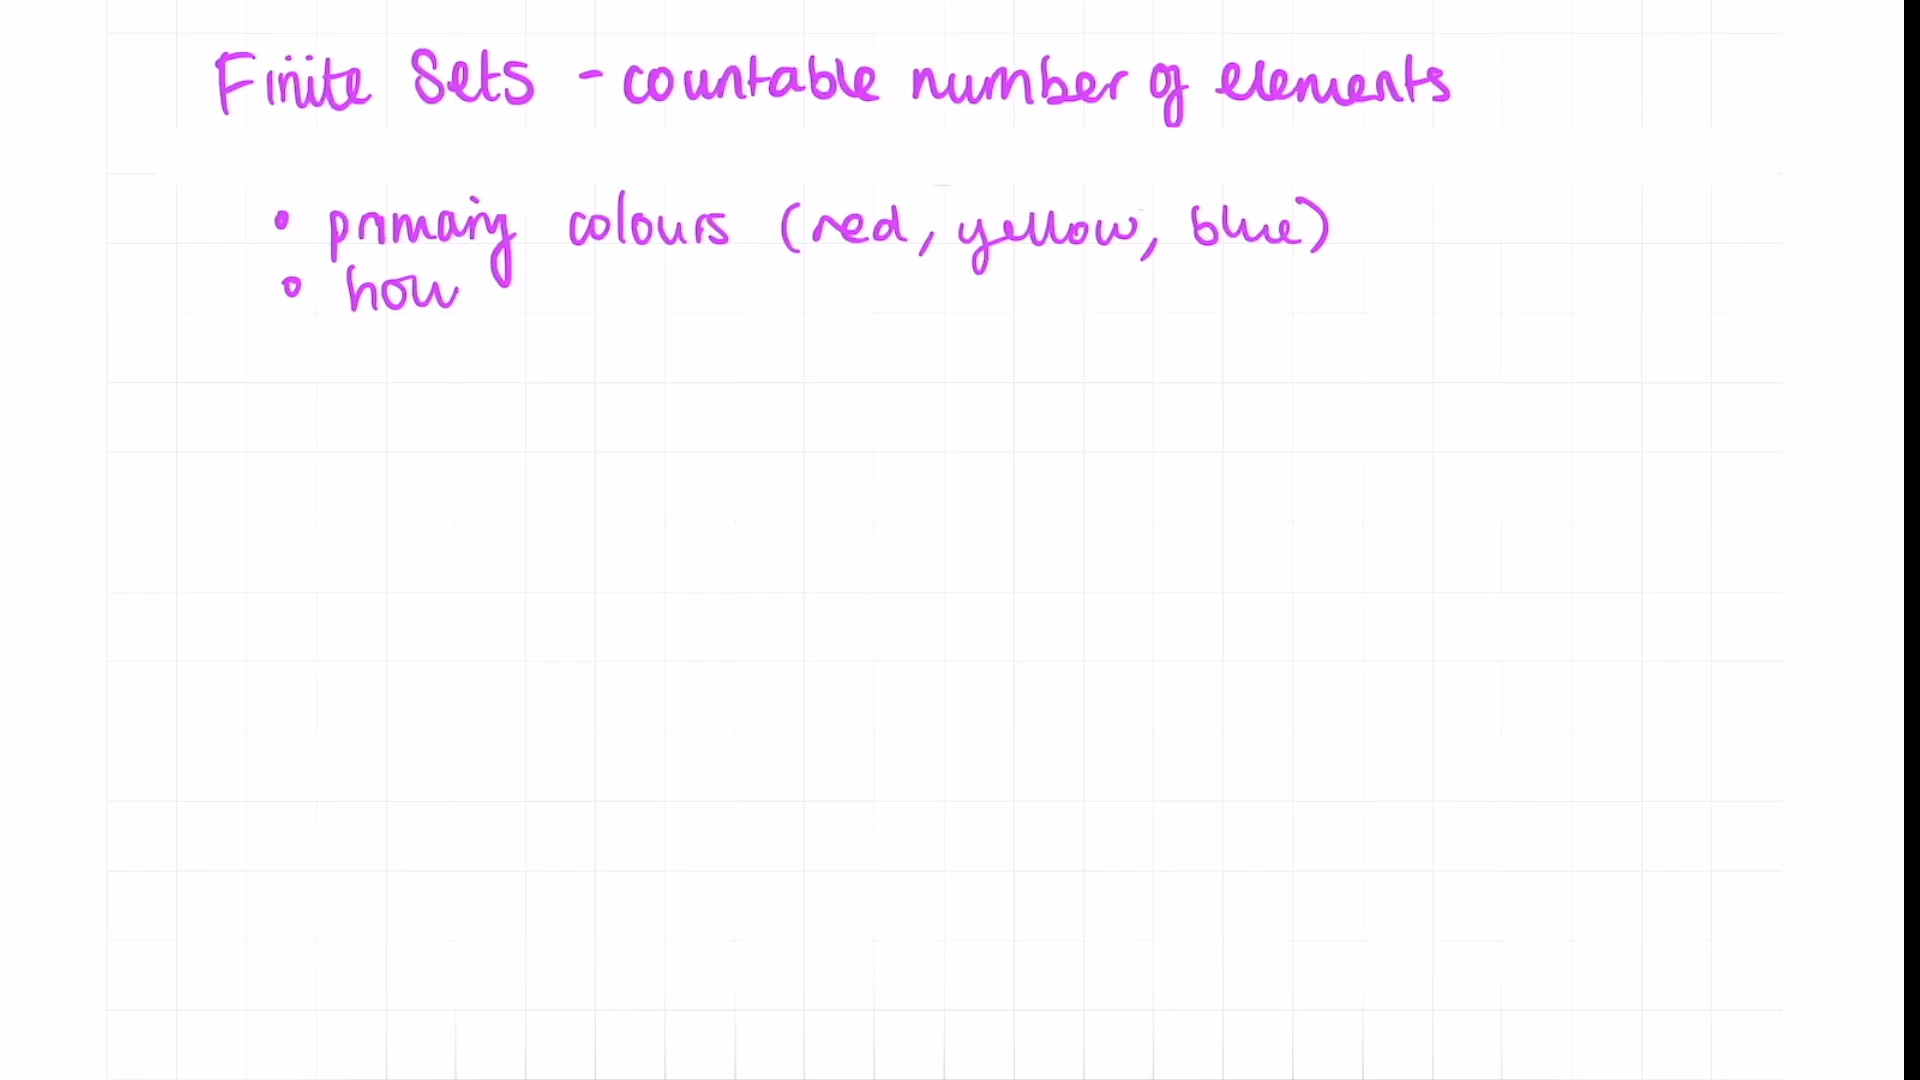 Finite Sets - countable number of elements
• primary colours (red, yellow, blue)
• how